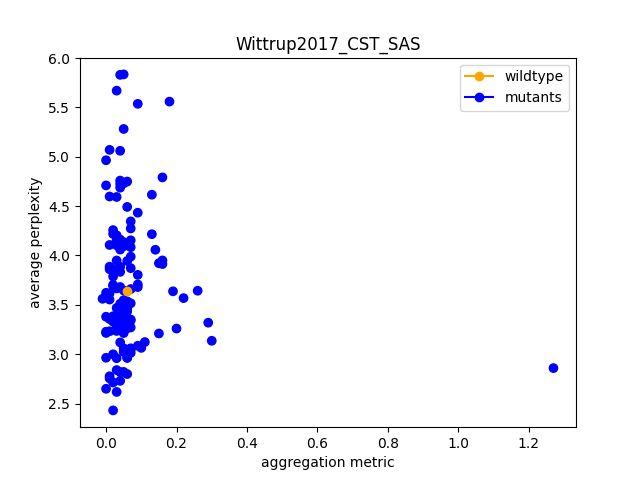 Wittrup2017_CST_SAS
wildtype
mutants
average perplexity
6.0
5.5
5.0
4.5
4.0
3.5
3.0
2.5
0.0 0.2 0.4 0.6 0.8 1.0 1.2
aggregation metric